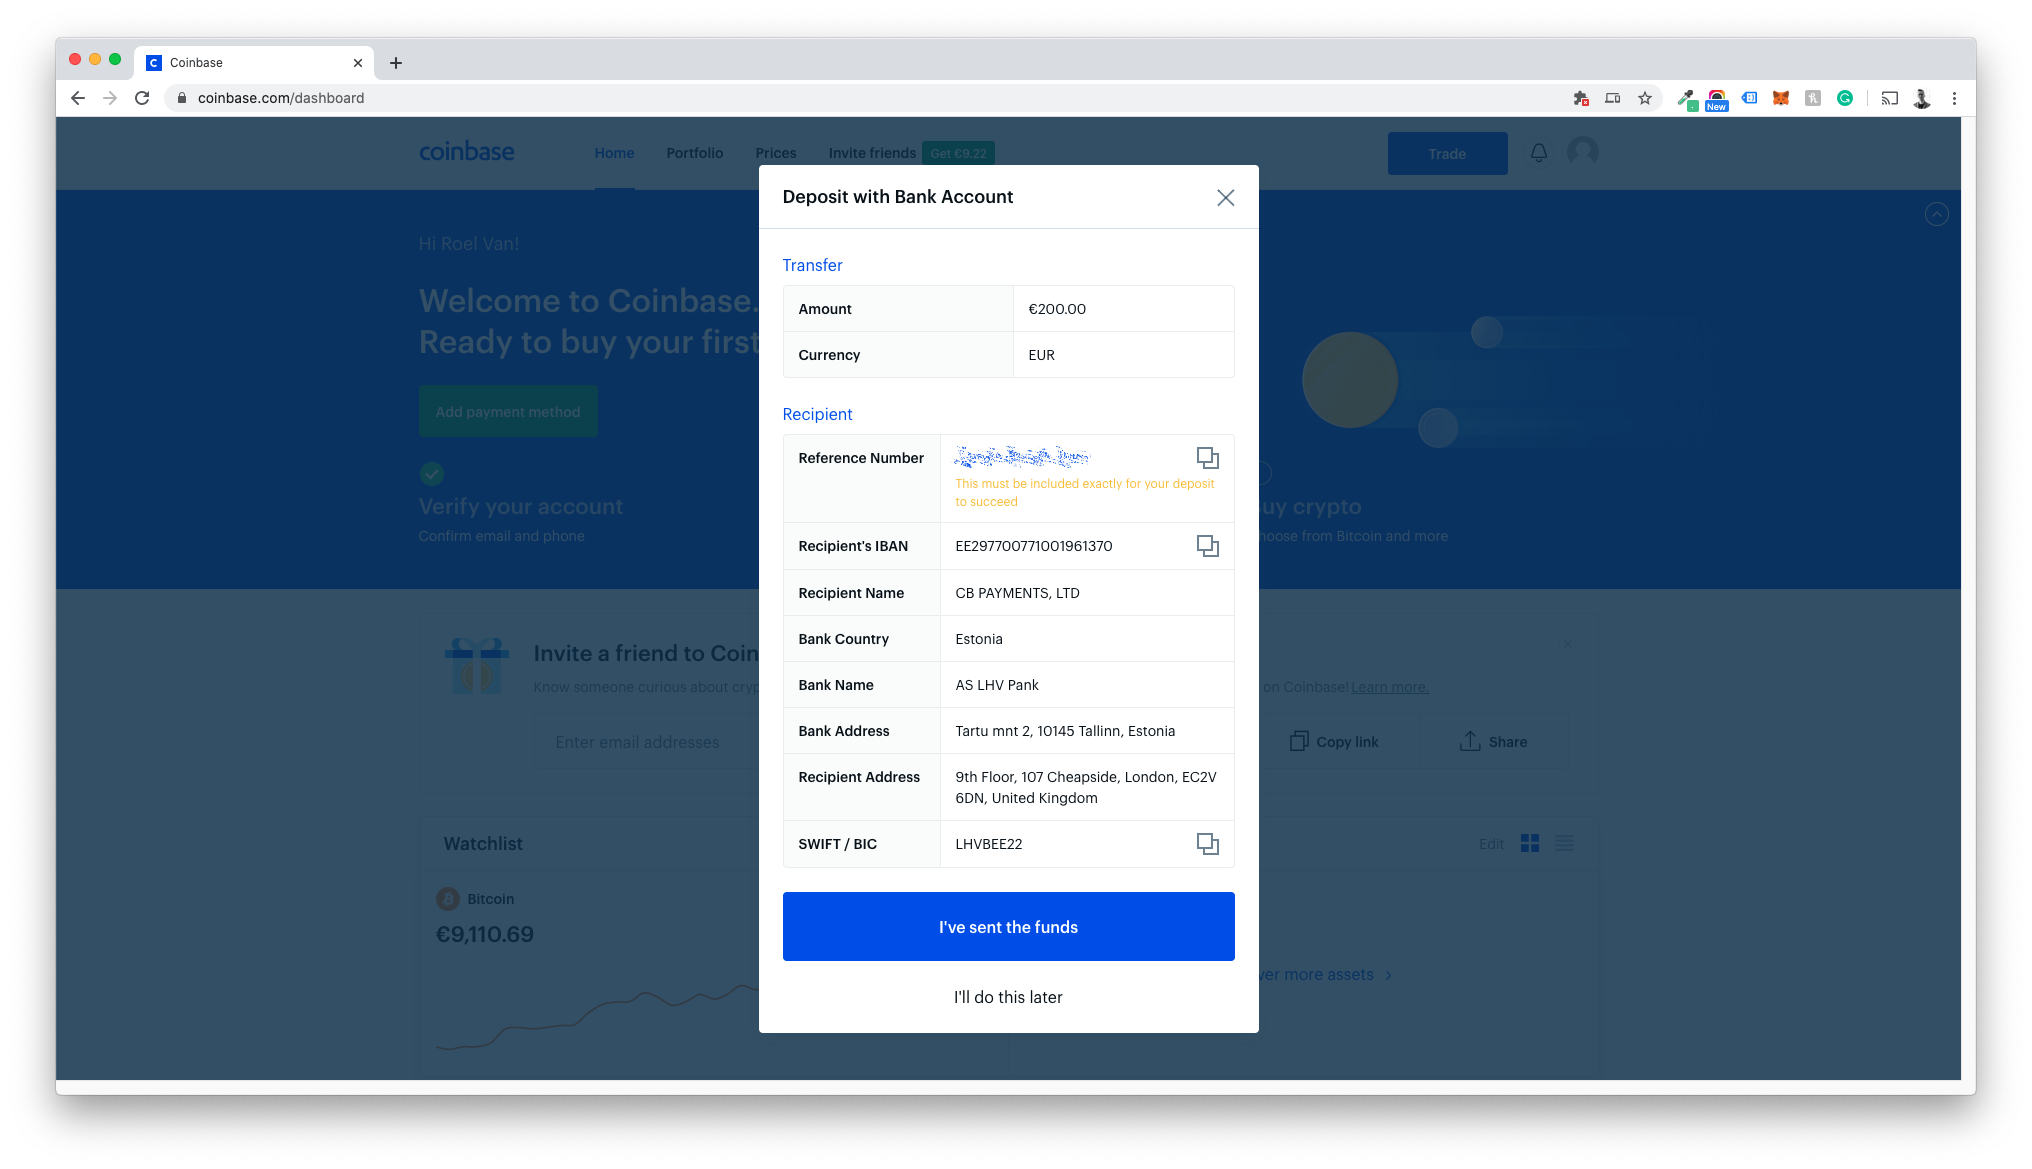 Coinbase
coinbase.com/dashboard
New
coinbase
Home
Portfolio
Prices
Invite friends
Get €9.22
Trade
Deposit with Bank Account
Hi Roel Van!
Welcome to Coinbase.
Ready to buy your first
Add payment method
Verify your account
Confirm email and phone
Transfer
Amount €200.00
Currency EUR
Recipient
Reference Number
This must be included exactly for your deposit
to succeed
Recipient's IBAN EE297700771001961370
Recipient Name CB PAYMENTS, LTD
Bank Country Estonia
Bank Name AS LHV Pank
Bank Address Tartu mnt 2, 10145 Tallinn, Estonia
Recipient Address 9th Floor, 107 Cheapside, London, EC2V
6DN, United Kingdom
SWIFT / BIC LHVBEE22
I've sent the funds
I'll do this later
uy crypto
hoose from Bitcoin and more
Invite a friend to Coin
Know someone curious about cryp
on Coinbase! Learn more.
Enter email addresses
Copy link
Share
Watchlist
Edit
Bitcoin
€9,110.69
ver more assets